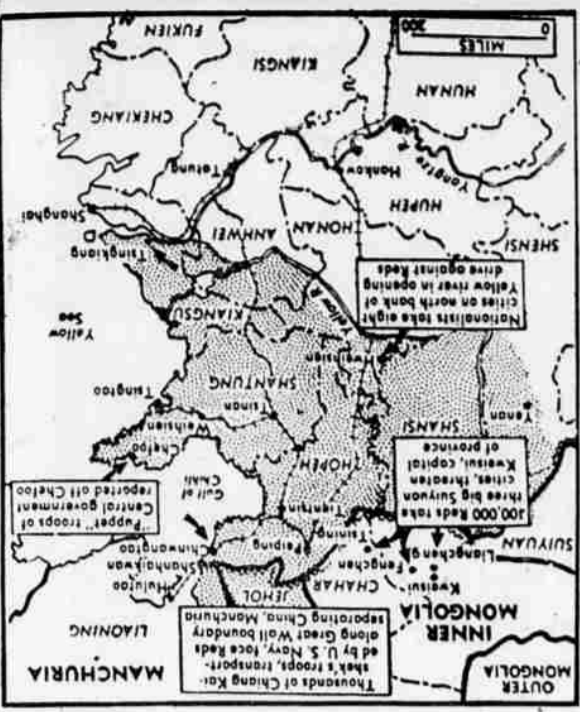 OUTER
MONGOLIA
INNER
MONGOLIA
MANCHURIA
LIAONING
Thousands of Chiang Kai-
shek's troops, transport-
ed by U. S. Navy, face Reds
along Great Wall boundary
separating China, Manchuria
JEHOL
CHAHAR
SUIYUAN
Kweisui
Liangcheng
Fengchen
Tsining
Hulutao
Shanhaikwan
Chinwangtao
Peiping
Tientsin
300,000 Reds take
three big Suiyuan
cities, threaten
Kweisui, capital
of province
Gulf of
Chihli
"Puppet" troops of
Central government
reported off Chefoo
HOPEH
Chefoo
Weihsien
Tsingtao
Tsinan
SHANTUNG
SHANSI
Yenan
Hweihsien
Yellow R.
Yellow
Sea
Nationalists take eight
cities on north bank of
Yellow river in opening
drive against Reds
KIANGSU
Tsingkiang
SHENSI
HUPEH
HONAN
ANHWEI
Shanghai
Hankow
Yangtze
Tatung
HUNAN
KIANGSI
CHEKIANG
FUKIEN
0 200
MILES